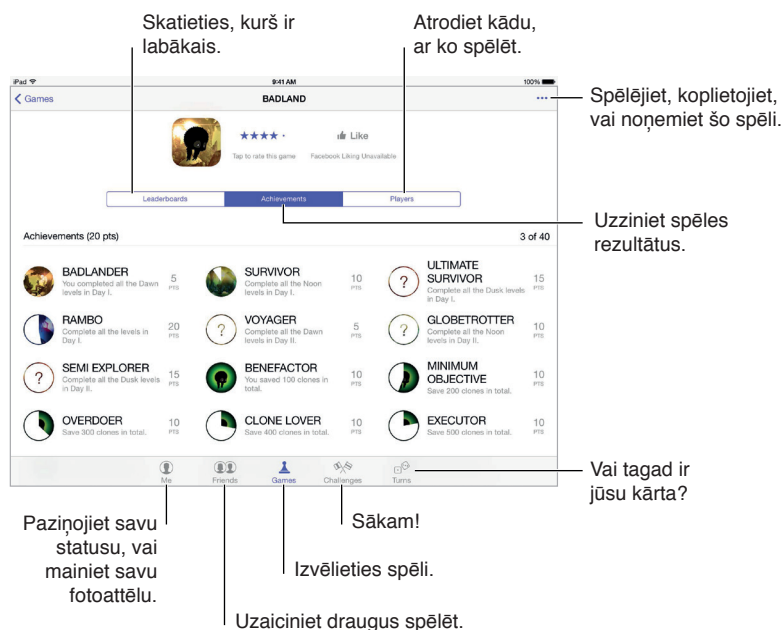 Skatieties, kurš ir
labākais.
Atrodiet kādu,
ar ko spēlēt.
iPad 9:41 AM 100%
Games BADLAND
Spēlējiet, koplietojiet,
vai noņemiet šo spēli.
Like
Tap to rate this game Facebook Liking Unavailable
Leaderboards Achievements Players
Uzziniet spēles
rezultātus.
Achievements (20 pts) 3 of 40
BADLANDER
You completed all the Dawn
levels in Day I.
5
PTS
SURVIVOR
Complete all the Noon
levels in Day I.
10
PTS
ULTIMATE
SURVIVOR
Complete all the Dusk levels
in Day I.
15
PTS
RAMBO
Complete all the levels in
Day I.
20
PTS
?
VOYAGER
Complete all the Dawn
levels in Day II.
5
PTS
?
GLOBETROTTER
Complete all the Noon
levels in Day II.
10
PTS
?
SEMI EXPLORER
Complete all the Dusk levels
in Day II.
15
PTS
?
BENEFACTOR
You saved 100 clones in
total.
10
PTS
MINIMUM
OBJECTIVE
Save 200 clones in total.
10
PTS
OVERDOER
Save 300 clones in total.
10
PTS
CLONE LOVER
Save 400 clones in total.
10
PTS
EXECUTOR
Save 500 clones in total.
10
PTS
Me Friends Games Challenges Turns
Vai tagad ir
jūsu kārta?
Paziņojiet savu
statusu, vai
mainiet savu
fotoattēlu.
Sākam!
Izvēlieties spēli.
Uzaiciniet draugus spēlēt.